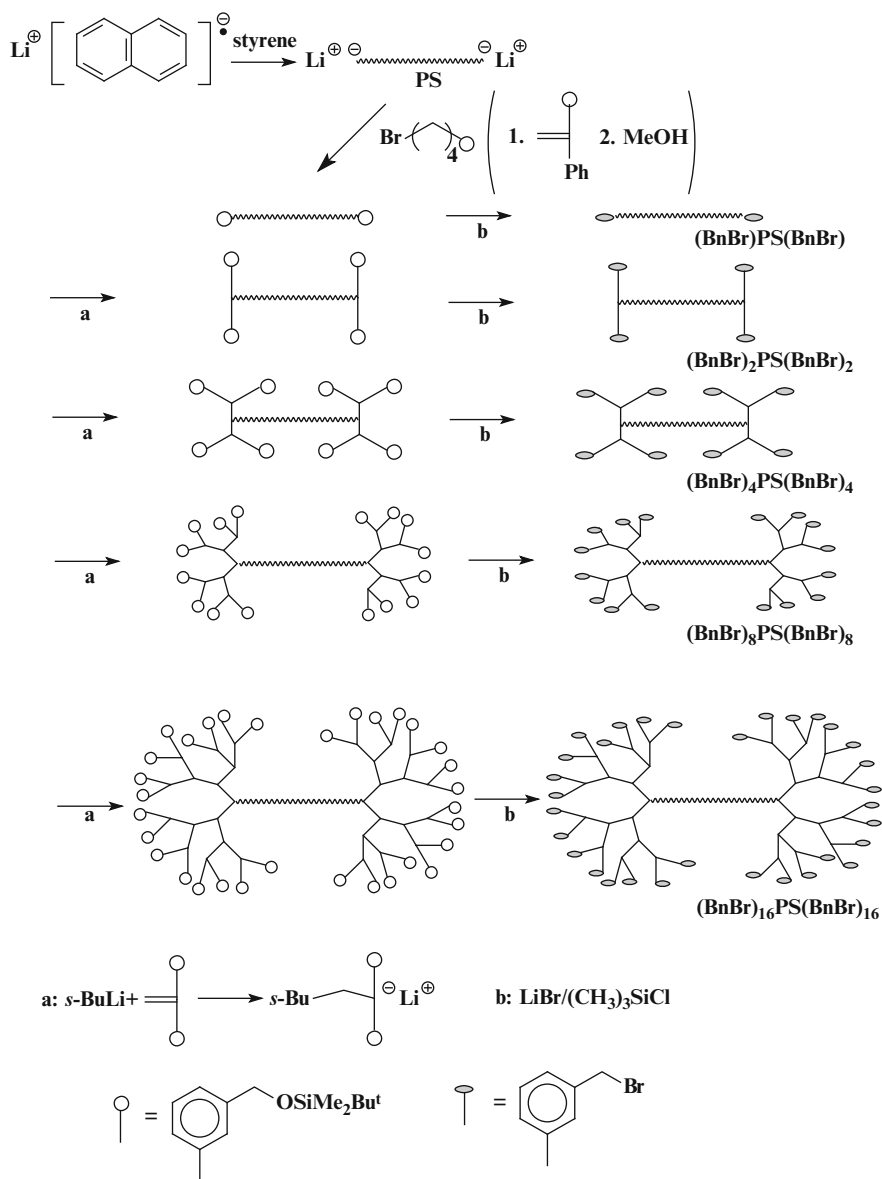 Li⊕ [ ]•⊖ styrene Li⊕ ⊖ ⊖ Li⊕
PS
Br ( )4 ( 1. Ph 2. MeOH )
b
(BnBr)PS(BnBr)
a b
(BnBr)2PS(BnBr)2
a b
(BnBr)4PS(BnBr)4
a b
(BnBr)8PS(BnBr)8
a b
(BnBr)16PS(BnBr)16
a: s-BuLi+ s-Bu ⊖ Li⊕ b: LiBr/(CH3)3SiCl
= OSiMe2Buᵗ = Br